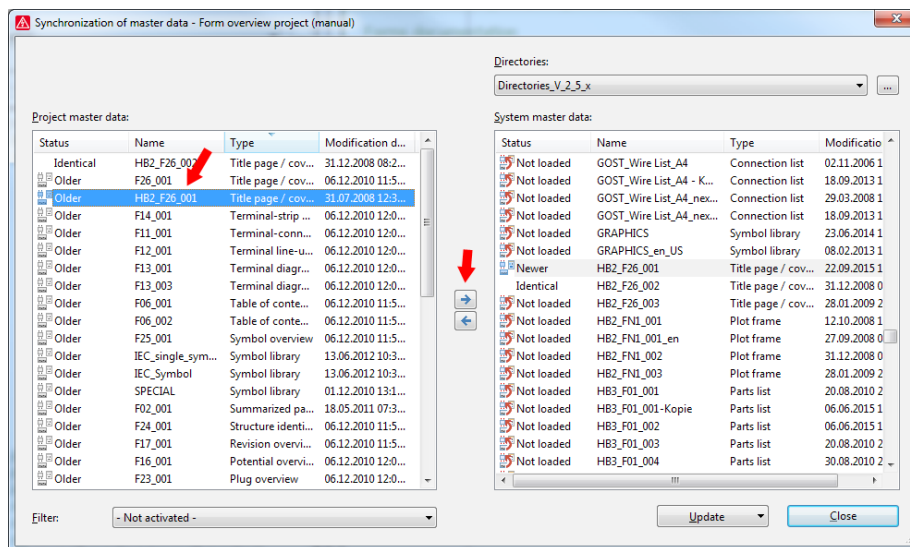 Synchronization of master data - Form overview project (manual)
Directories:
Directories_V_2_5_x
...
Project master data:
Status Name Type Modification d...
Identical HB2_F26_002 Title page / cov... 31.12.2008 08:2...
Older F26_001 Title page / cov... 06.12.2010 11:5...
Older HB2_F26_001 Title page / cov... 31.07.2008 12:3...
Older F14_001 Terminal-strip ... 06.12.2010 12:0...
Older F11_001 Terminal-conn... 06.12.2010 12:0...
Older F12_001 Terminal line-u... 06.12.2010 12:0...
Older F13_001 Terminal diagr... 06.12.2010 12:0...
Older F13_003 Terminal diagr... 06.12.2010 12:0...
Older F06_001 Table of conte... 06.12.2010 11:5...
Older F06_002 Table of conte... 06.12.2010 11:5...
Older F25_001 Symbol overview 06.12.2010 11:5...
Older IEC_single_sym... Symbol library 13.06.2012 10:3...
Older IEC_Symbol Symbol library 13.06.2012 10:3...
Older SPECIAL Symbol library 01.12.2010 13:1...
Older F02_001 Summarized pa... 18.05.2011 07:3...
Older F24_001 Structure identi... 06.12.2010 11:5...
Older F17_001 Revision overvi... 06.12.2010 11:5...
Older F16_001 Potential overvi... 06.12.2010 12:0...
Older F23_001 Plug overview 06.12.2010 12:0...
System master data:
Status Name Type Modificatio
Not loaded GOST_Wire List_A4 Connection list 02.11.2006 1
Not loaded GOST_Wire List_A4 - K... Connection list 18.09.2013 1
Not loaded GOST_Wire List_A4_nex... Connection list 29.03.2008 1
Not loaded GOST_Wire List_A4_nex... Connection list 18.09.2013 1
Not loaded GRAPHICS Symbol library 23.06.2014 1
Not loaded GRAPHICS_en_US Symbol library 08.02.2013 1
Newer HB2_F26_001 Title page / cov... 22.09.2015 1
Identical HB2_F26_002 Title page / cov... 31.12.2008 0
Not loaded HB2_F26_003 Title page / cov... 28.01.2009 2
Not loaded HB2_FN1_001 Plot frame 12.10.2008 1
Not loaded HB2_FN1_001_en Plot frame 27.09.2008 0
Not loaded HB2_FN1_002 Plot frame 31.12.2008 0
Not loaded HB2_FN1_003 Plot frame 28.01.2009 2
Not loaded HB3_F01_001 Parts list 20.08.2010 2
Not loaded HB3_F01_001-Kopie Parts list 06.06.2015 1
Not loaded HB3_F01_002 Parts list 06.06.2015 1
Not loaded HB3_F01_003 Parts list 20.08.2010 2
Not loaded HB3_F01_004 Parts list 30.08.2010 2
Filter: - Not activated -
Update Close